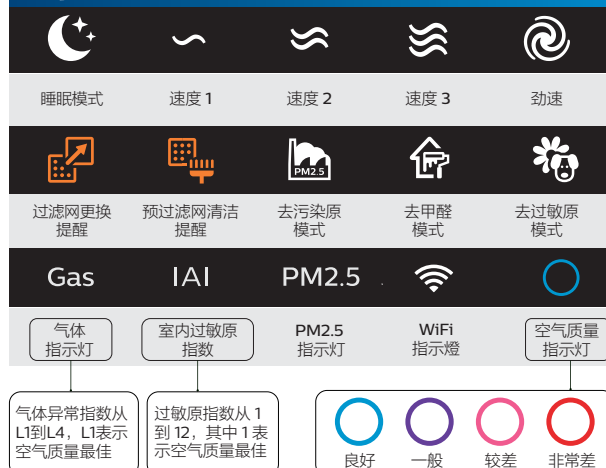 睡眠模式
速度 1
速度 2
速度 3
劲速
PM2.5
过滤网更换
提醒
预过滤网清洁
提醒
去污染原
模式
去甲醛
模式
去过敏原
模式
Gas
IAI
PM2.5
气体
指示灯
室内过敏原
指数
PM2.5
指示灯
WiFi
指示燈
空气质量
指示灯
气体异常指数从
L1到L4，L1表示
空气质量最佳
过敏原指数从 1
到 12，其中 1 表
示空气质量最佳
良好
一般
较差
非常差